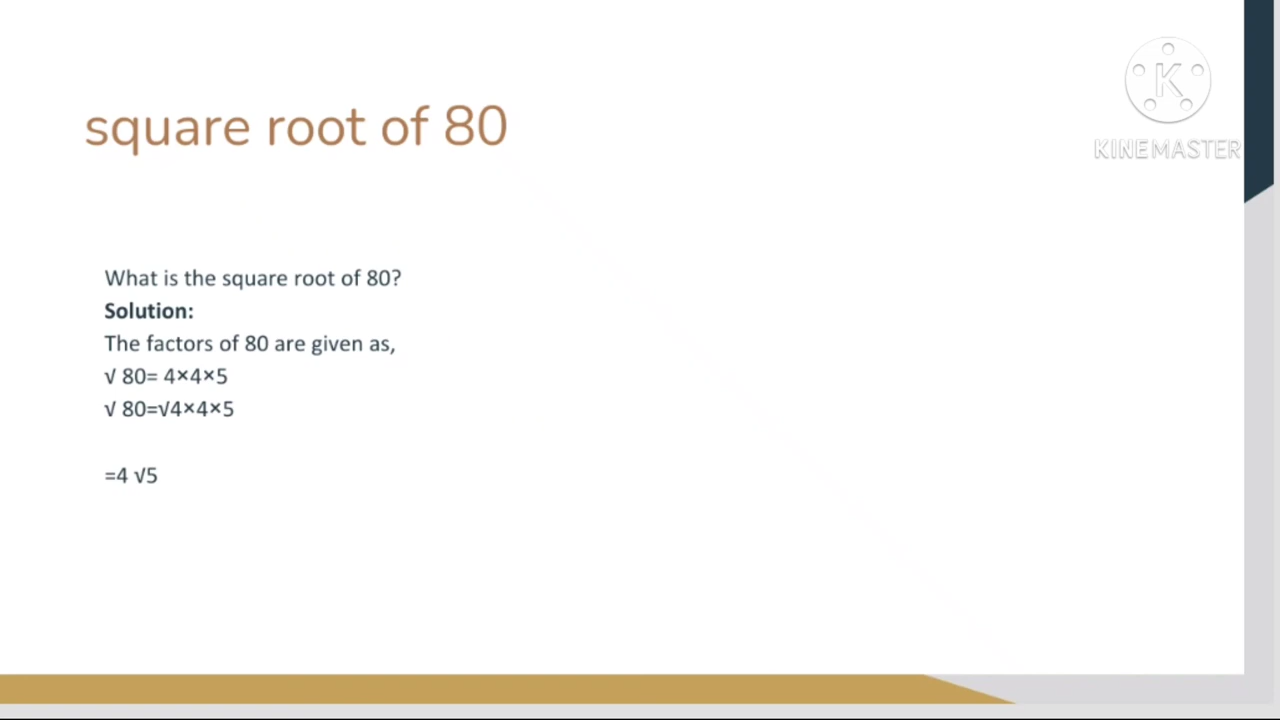 square root of 80
K
KINEMASTER
What is the square root of 80?
Solution:
The factors of 80 are given as,
√ 80= 4×4×5
√ 80=√4×4×5
=4 √5